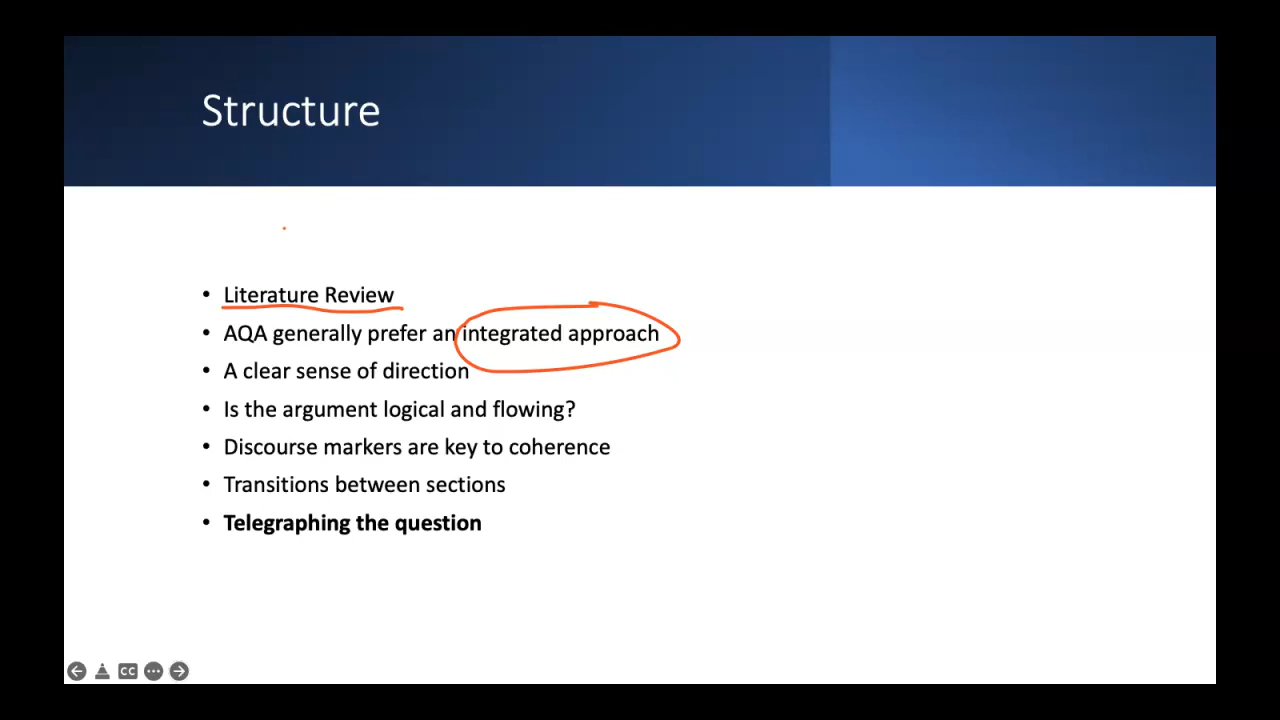 Structure
• Literature Review
• AQA generally prefer an integrated approach
• A clear sense of direction
• Is the argument logical and flowing?
• Discourse markers are key to coherence
• Transitions between sections
• Telegraphing the question
CC